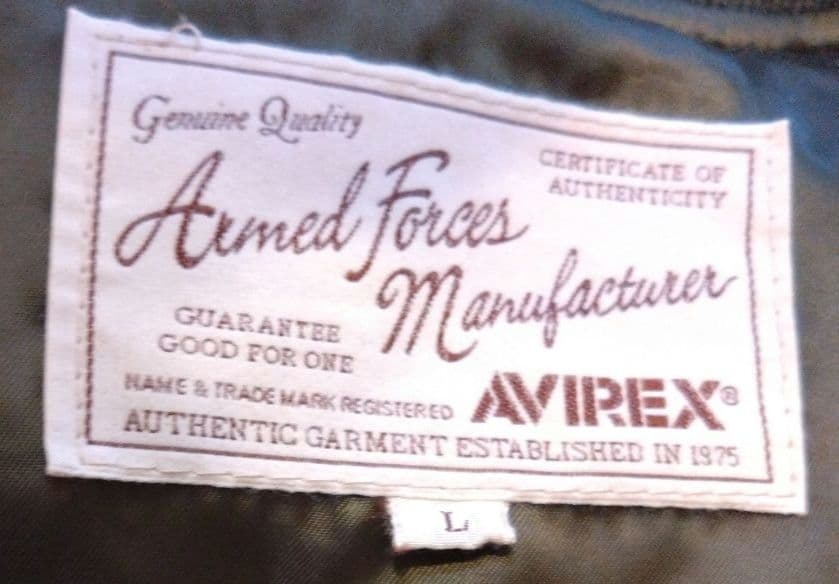 Genuine Quality
CERTIFICATE OF
AUTHENTICITY
Armed Forces
Manufacturer
GUARANTEE
GOOD FOR ONE
NAME & TRADE MARK REGISTERED
AVIREX®
AUTHENTIC GARMENT ESTABLISHED IN 1975
L